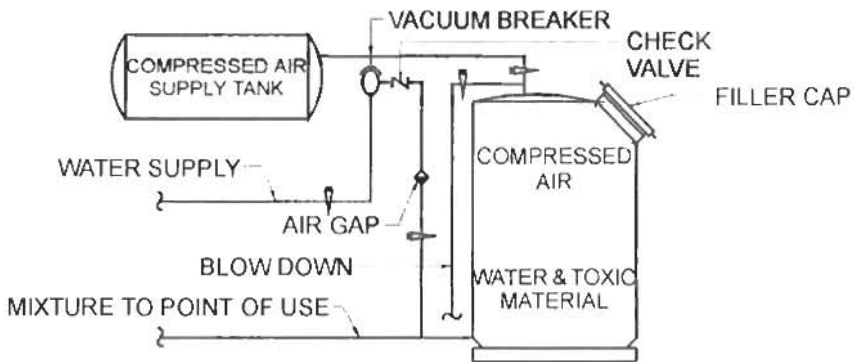 VACUUM BREAKER
COMPRESSED AIR
SUPPLY TANK
CHECK
VALVE
FILLER CAP
WATER SUPPLY
COMPRESSED
AIR
AIR GAP
BLOW DOWN
WATER & TOXIC
MATERIAL
MIXTURE TO POINT OF USE